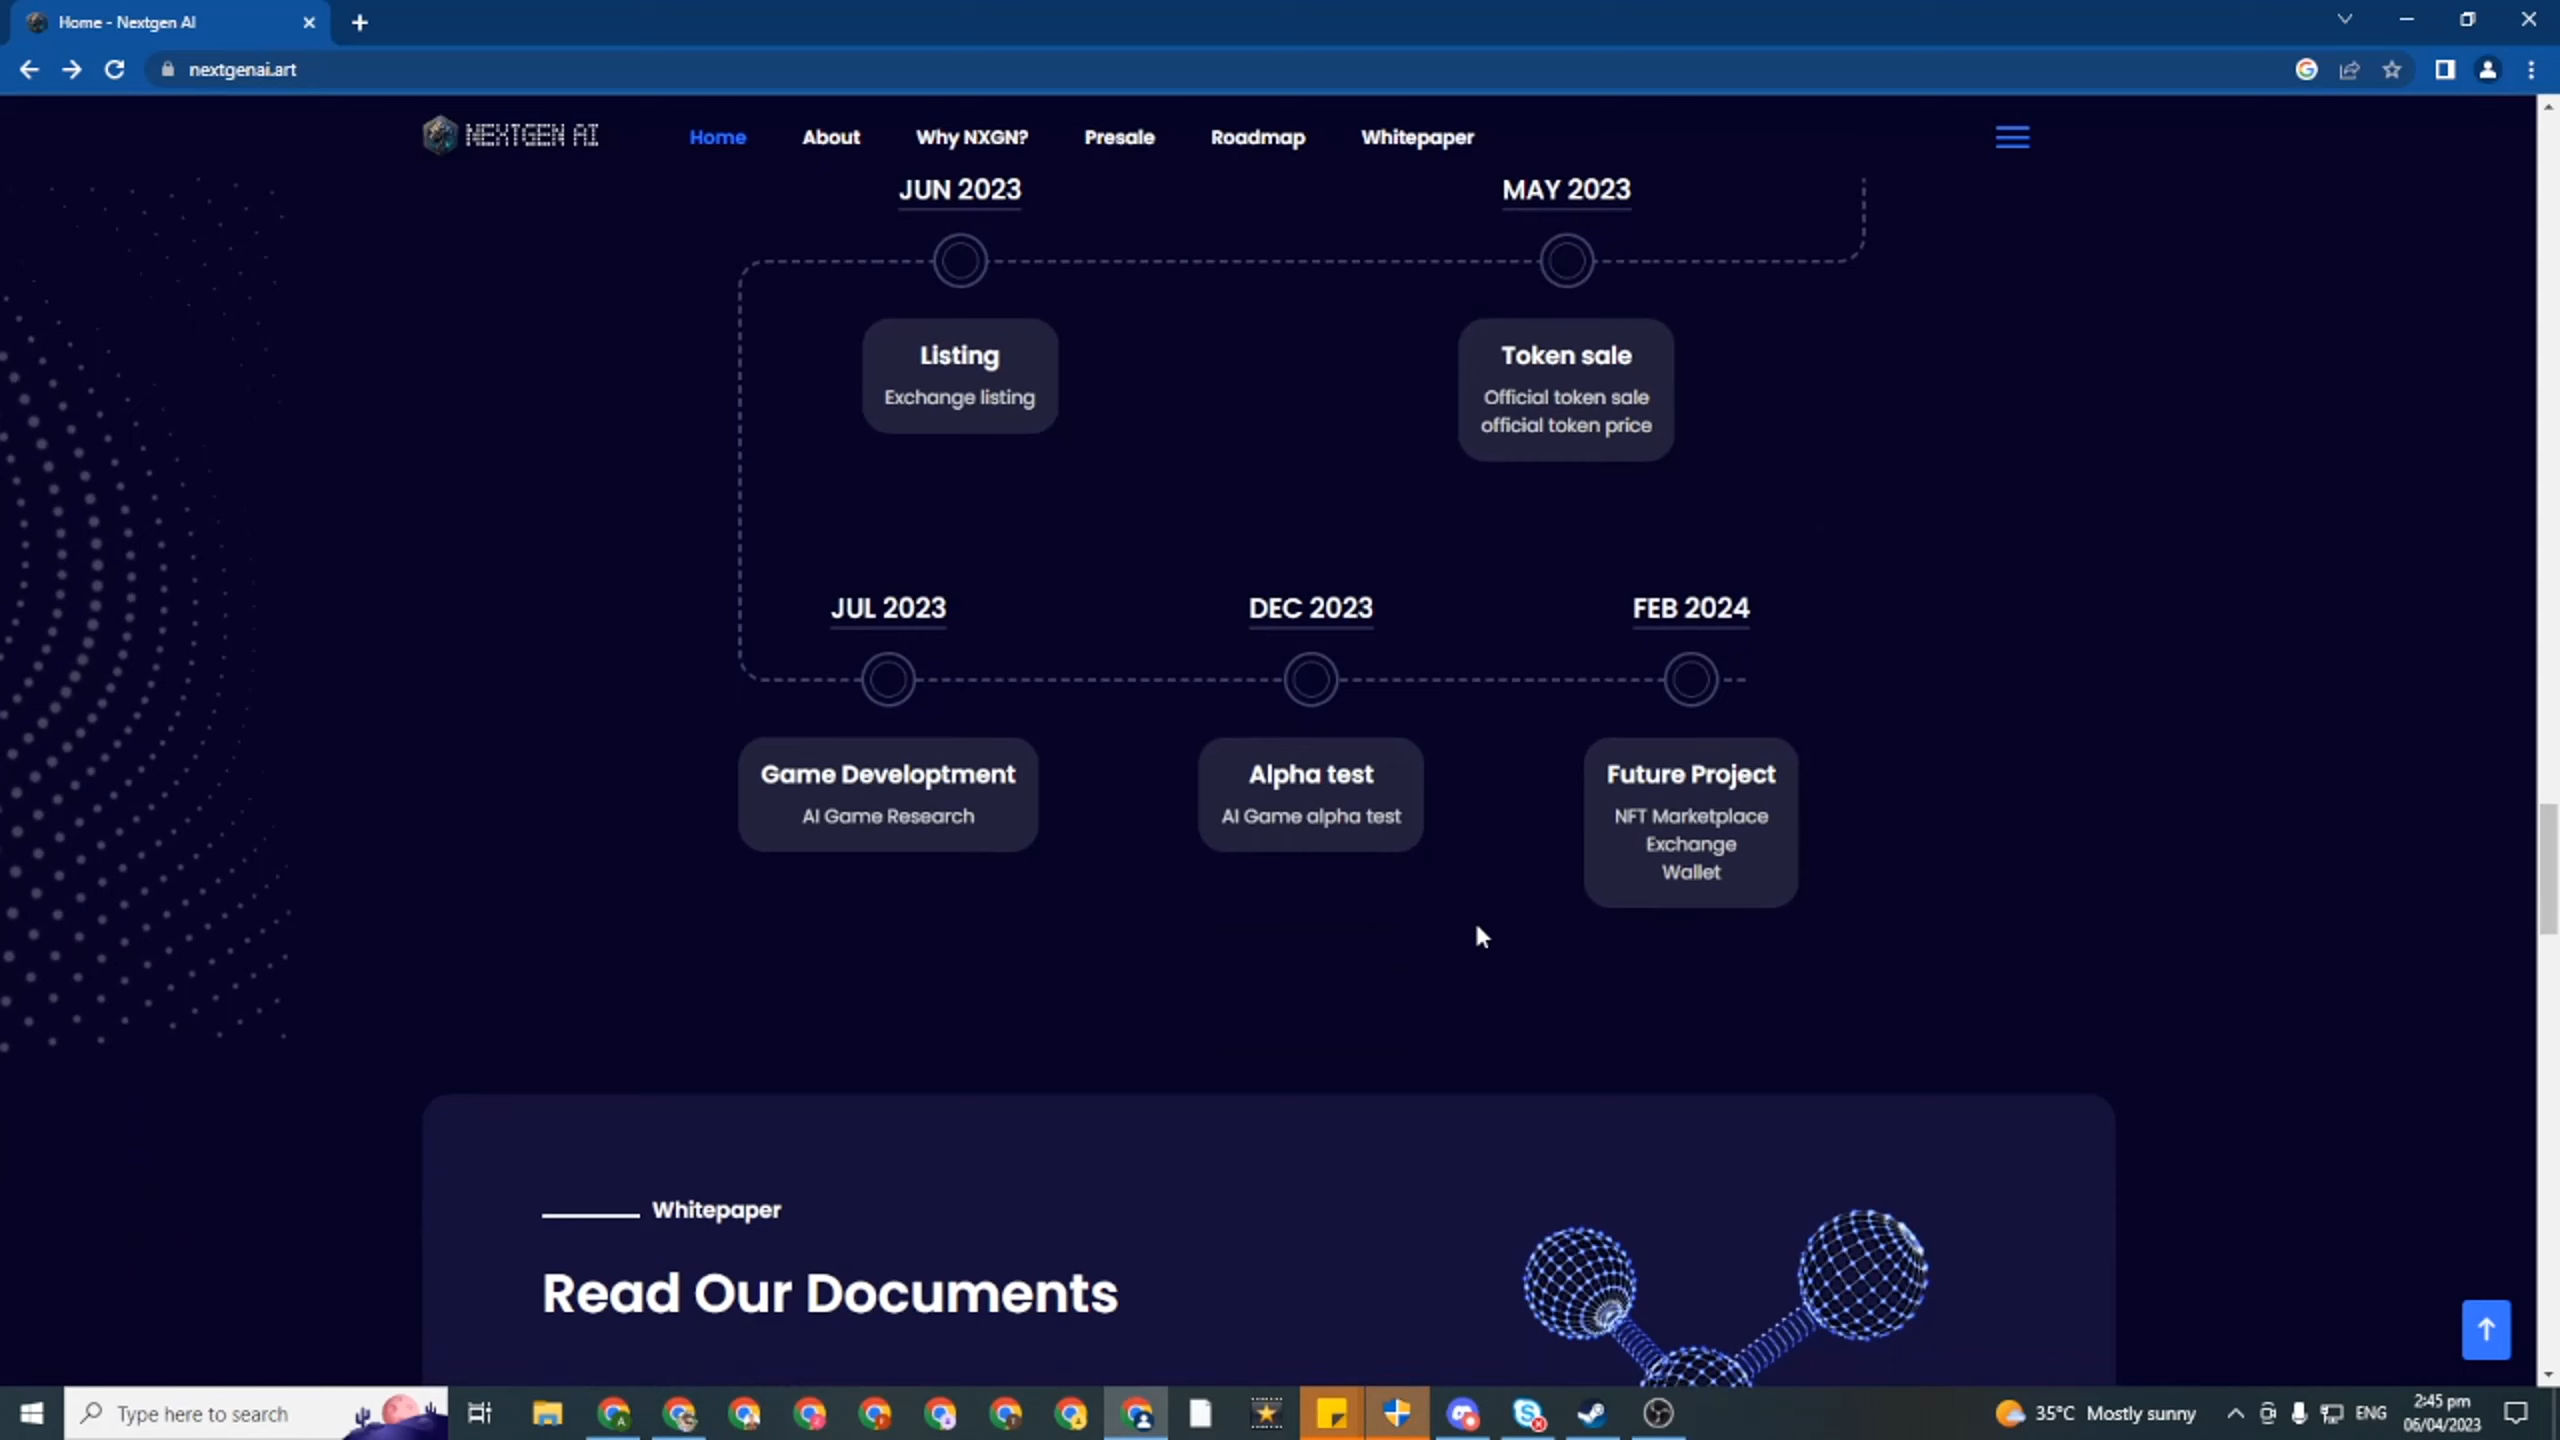 Home - Nextgen AI
nextgenai.art
NEXTGEN AI
Home
About
Why NXGN?
Presale
Roadmap
Whitepaper
JUN 2023
MAY 2023
Listing
Exchange listing
Token sale
Official token sale
official token price
JUL 2023
DEC 2023
FEB 2024
Game Developtment
AI Game Research
Alpha test
AI Game alpha test
Future Project
NFT Marketplace
Exchange
Wallet
Whitepaper
Read Our Documents
Type here to search
35°C Mostly sunny
ENG
2:45 pm
06/04/2023